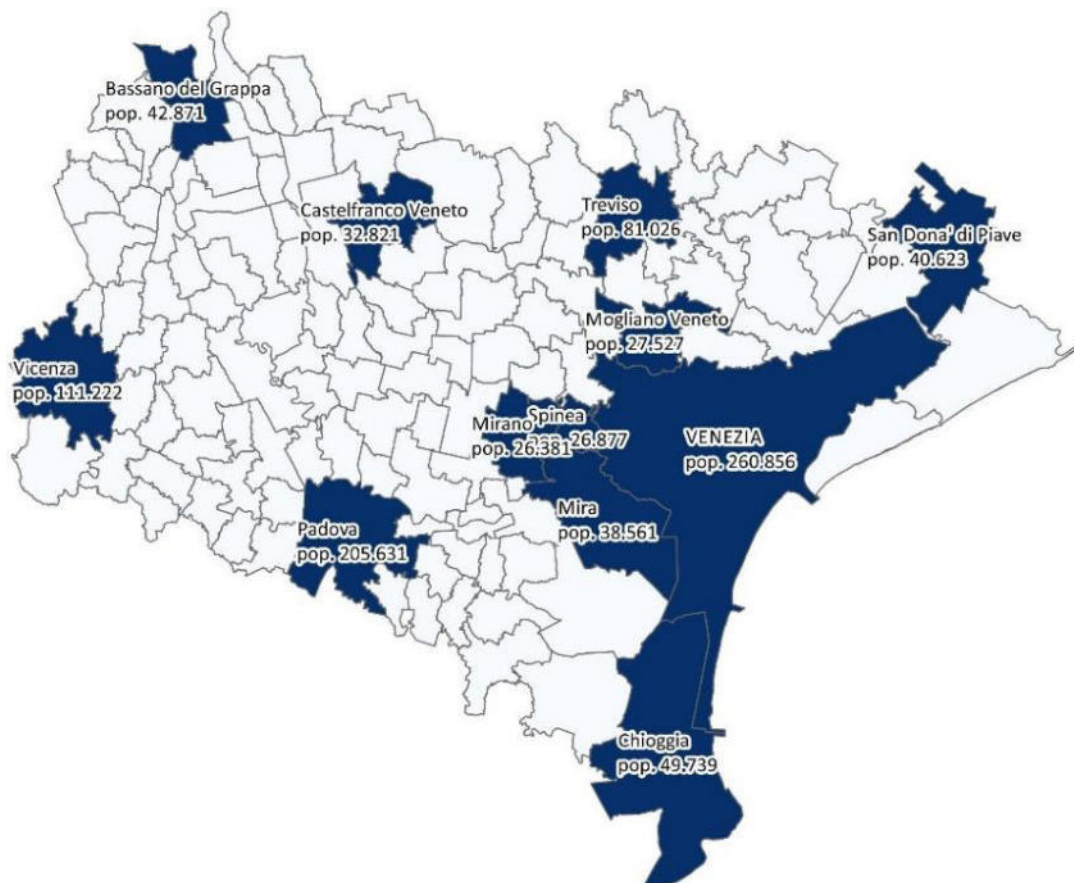 Bassano del Grappa
pop. 42.871
Castelfranco Veneto
pop. 32.821
Treviso
pop. 81.026
San Dona' di Piave
pop. 40.623
Mogliano Veneto
pop. 27.527
Vicenza
pop. 111.222
Spinea
26.877
Mirano
pop. 26.381
VENEZIA
pop. 260.856
Mira
pop. 38.561
Padova
pop. 205.631
Chioggia
pop. 49.739